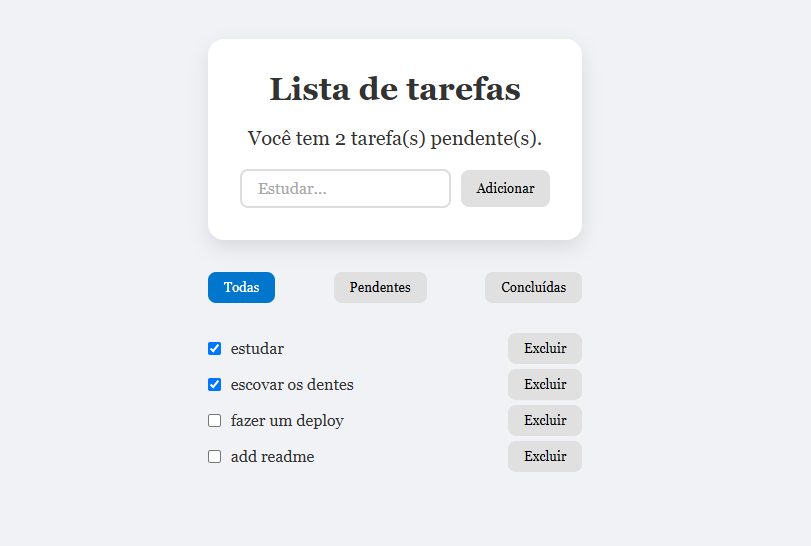 Lista de tarefas
Você tem 2 tarefa(s) pendente(s).
Estudar... Adicionar
Todas Pendentes Concluídas
estudar Excluir
escovar os dentes Excluir
fazer um deploy Excluir
add readme Excluir